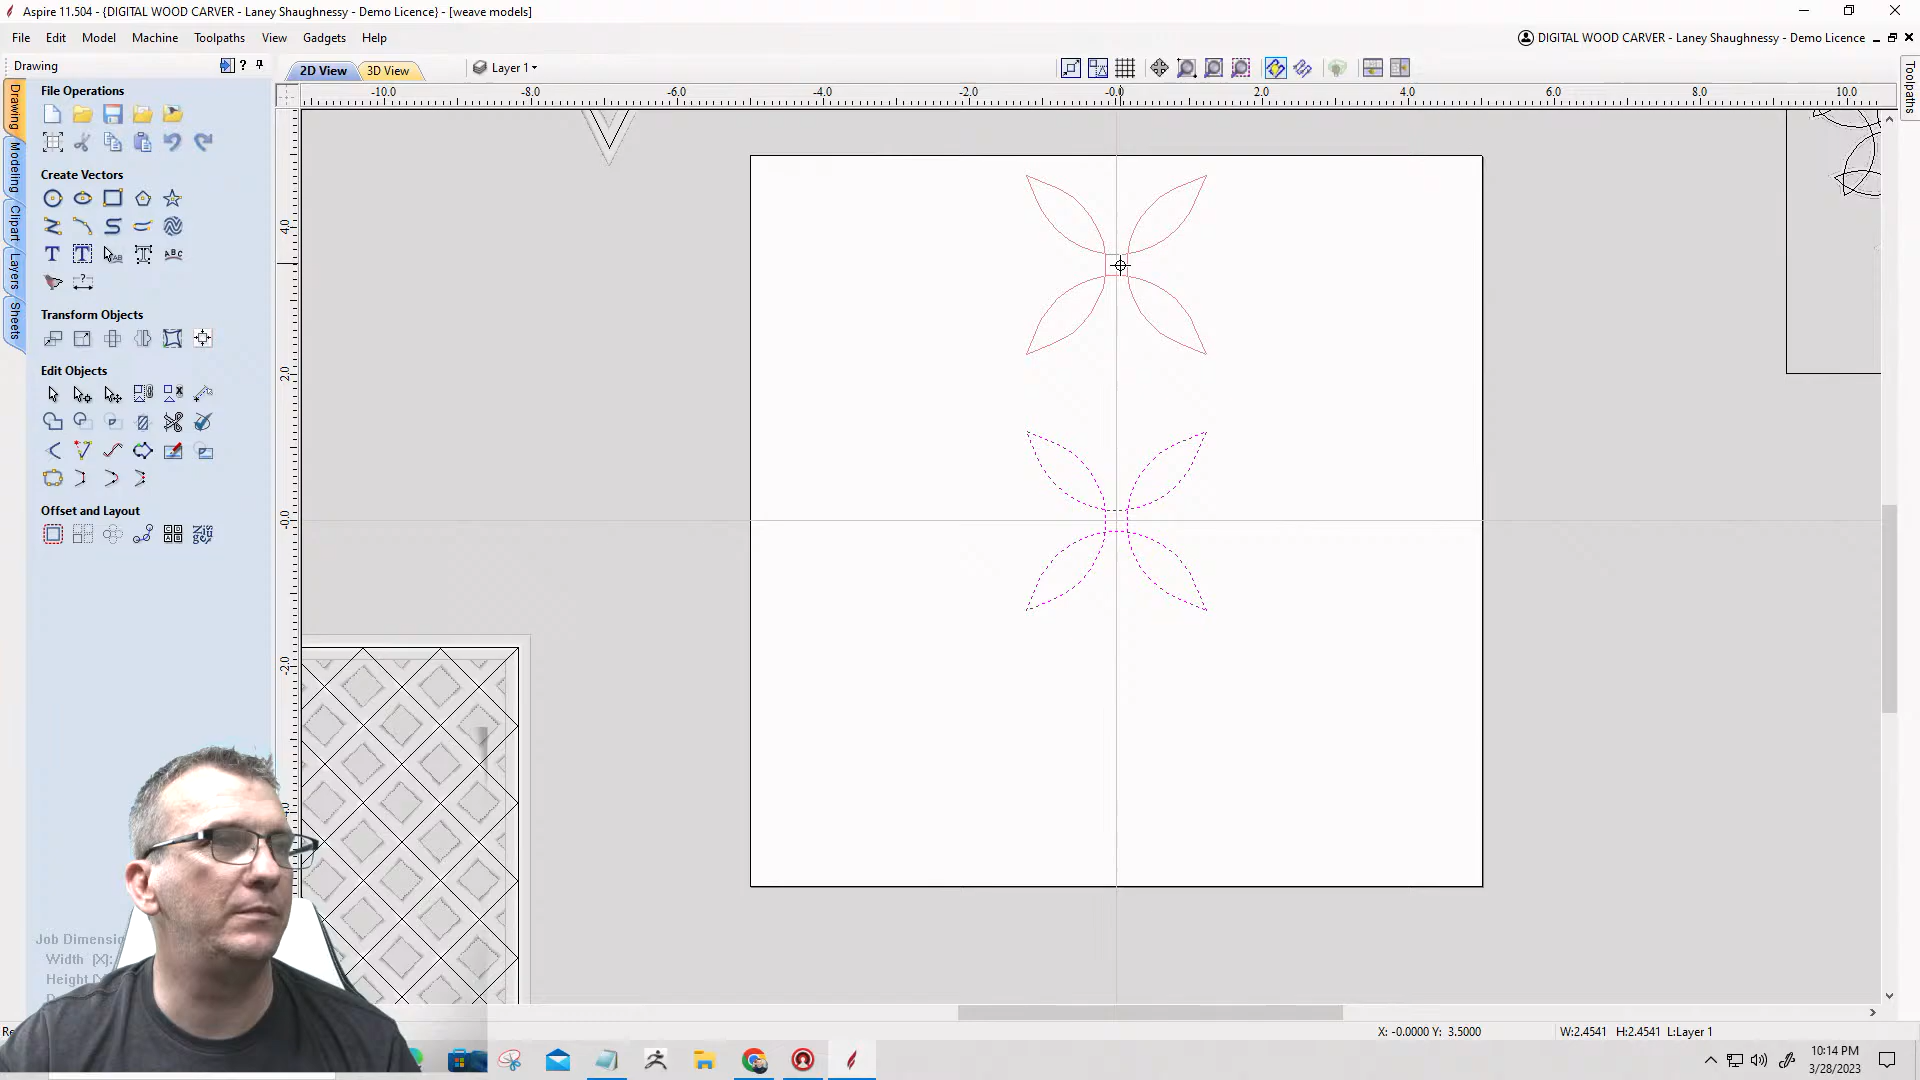 Aspire 11.504 - {DIGITAL WOOD CARVER - Laney Shaughnessy - Demo Licence} - [weave models]
File Edit Model Machine Toolpaths View Gadgets Help
DIGITAL WOOD CARVER - Laney Shaughnessy - Demo Licence
Drawing
2D View
3D View
Layer 1
Toolpaths
-10.0 -8.0 -6.0 -4.0 -2.0 -0.0 2.0 4.0 6.0 8.0 10.0
4.0
2.0
-0.0
-2.0
Drawing
Modeling
Clipart
Layers
Sheets
File Operations
Create Vectors
T T AB T ABC
Transform Objects
Edit Objects
Offset and Layout
Job Dimensi
Width [X]:
Height [
X: -0.0000 Y: 3.5000
W:2.4541 H:2.4541 L:Layer 1
10:14 PM
3/28/2023